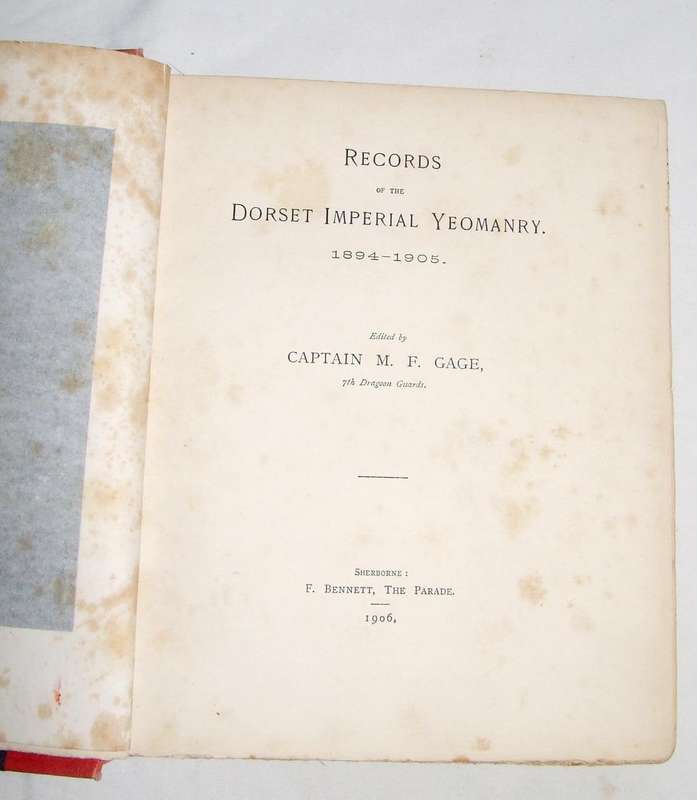 RECORDS
OF THE
DORSET IMPERIAL YEOMANRY.
1894-1905.
Edited by
CAPTAIN M. F. GAGE,
7th Dragoon Guards.
SHERBORNE:
F. BENNETT, THE PARADE.
1906,